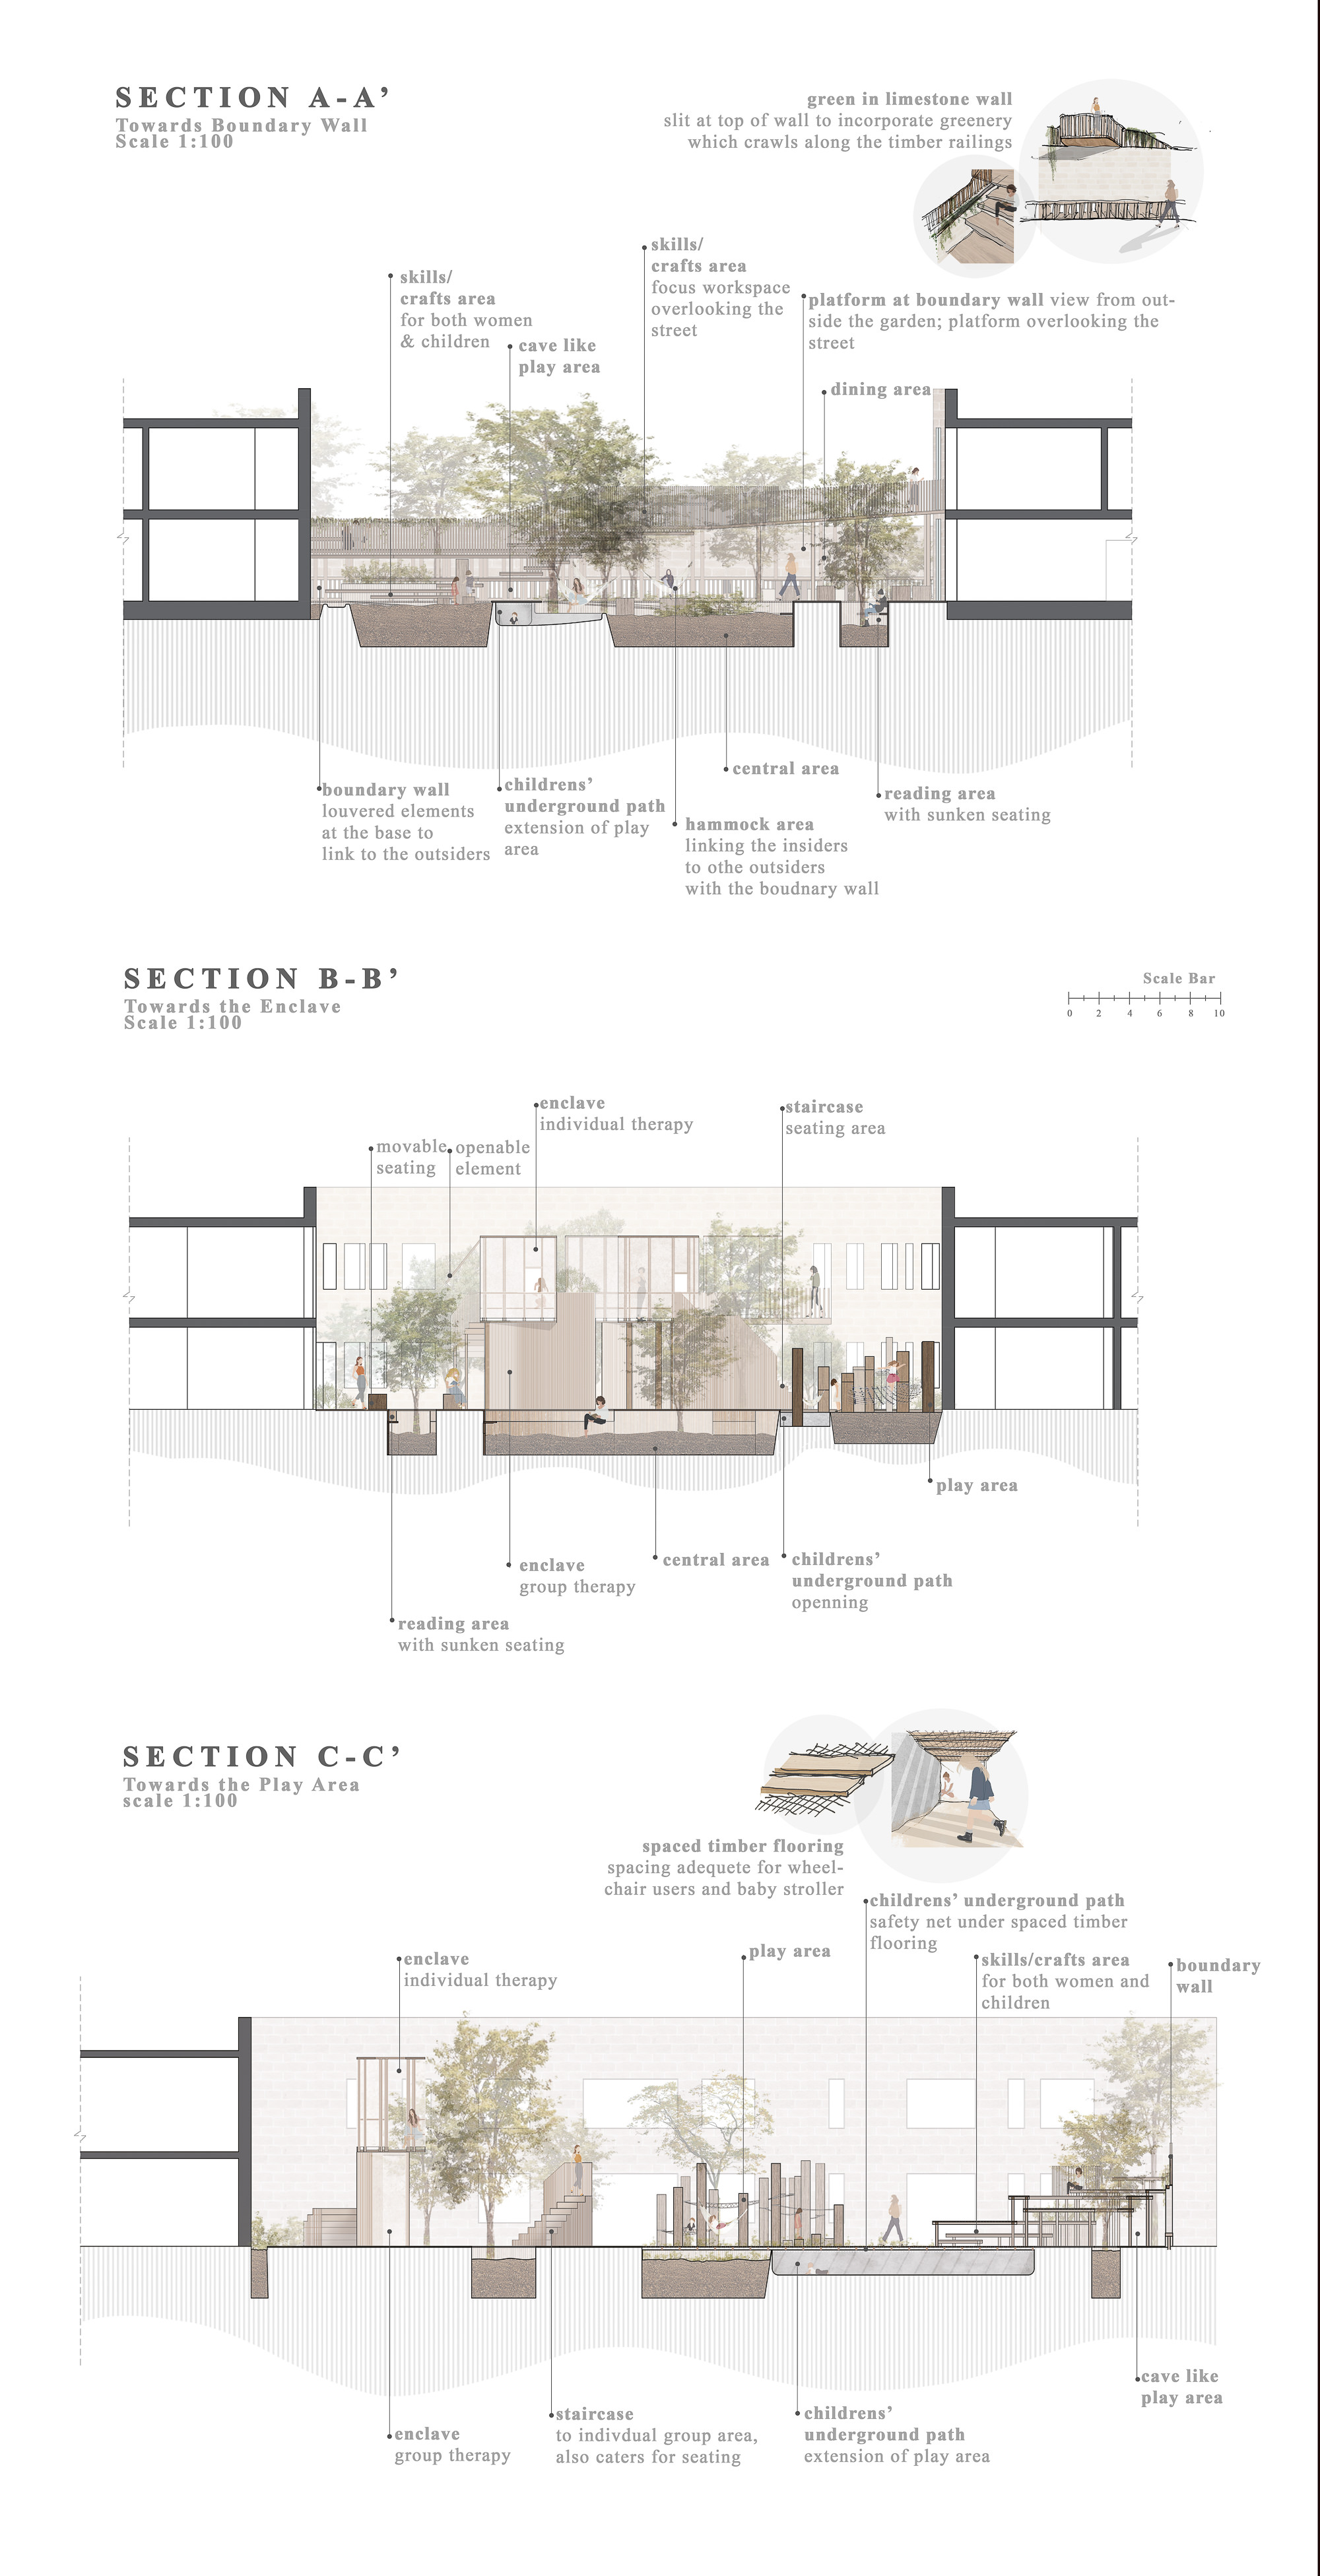 SECTION A-A’
Towards Boundary Wall
Scale 1:100
green in limestone wall
slit at top of wall to incorporate greenery
which crawls along the timber railings
skills/
crafts area
focus workspace
overlooking the
street
skills/
crafts area
for both women
& children
platform at boundary wall view from out-
side the garden; platform overlooking the
street
cave like
play area
dining area
central area
boundary wall
louvered elements
at the base to
link to the outsiders
childrens’
underground path
extension of play
area
reading area
with sunken seating
hammock area
linking the insiders
to othe outsiders
with the boudnary wall
SECTION B-B’
Towards the Enclave
Scale 1:100
Scale Bar
0 2 4 6 8 10
enclave
individual therapy
staircase
seating area
movable
seating
openable
element
play area
enclave
group therapy
central area
childrens’
underground path
openning
reading area
with sunken seating
SECTION C-C’
Towards the Play Area
scale 1:100
spaced timber flooring
spacing adequete for wheel-
chair users and baby stroller
childrens’ underground path
safety net under spaced timber
flooring
enclave
individual therapy
play area
skills/crafts area
for both women and
children
boundary
wall
cave like
play area
enclave
group therapy
staircase
to indivdual group area,
also caters for seating
childrens’
underground path
extension of play area